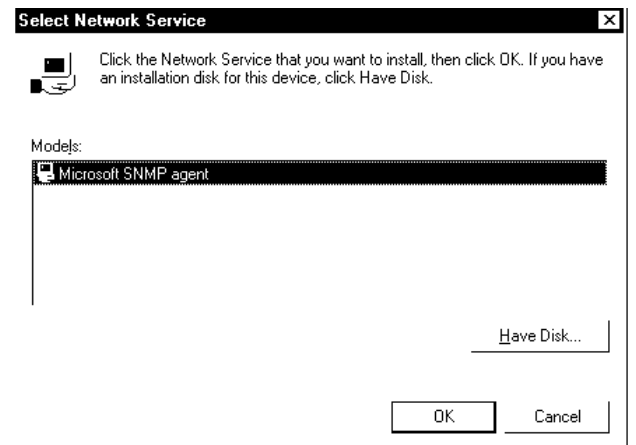 Select Network Service
Click the Network Service that you want to install, then click OK. If you have
an installation disk for this device, click Have Disk.
Models:
Microsoft SNMP agent
Have Disk...
OK
Cancel